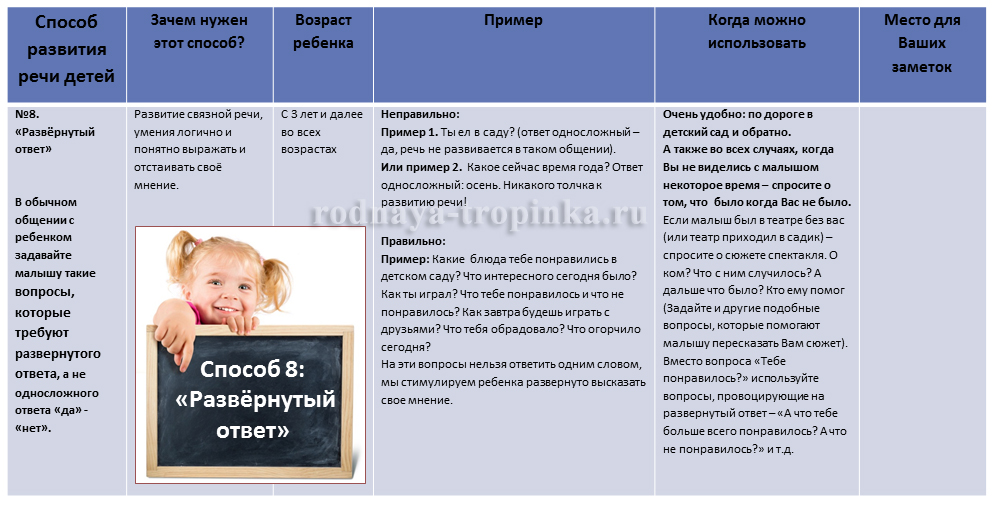 Способ
развития
речи детей
Зачем нужен
этот способ?
Возраст
ребенка
Пример
Когда можно
использовать
Место для
Ваших
заметок
№8.
«Развёрнутый
ответ»
В обычном
общении с
ребенком
задавайте
малышу такие
вопросы,
которые
требуют
развернутого
ответа, а не
односложного
ответа «да» -
«нет».
Развитие связной речи,
умения логично и
понятно выражать и
отстаивать своё
мнение.
С 3 лет и далее
во всех
возрастах
Неправильно:
Пример 1. Ты ел в саду? (ответ односложный –
да, речь не развивается в таком общении).
Или пример 2. Какое сейчас время года? Ответ
односложный: осень. Никакого толчка к
развитию речи!
Правильно:
Пример: Какие блюда тебе понравились в
детском саду? Что интересного сегодня было?
Как ты играл? Что тебе понравилось и что не
понравилось? Как завтра будешь играть с
друзьями? Что тебя обрадовало? Что огорчило
сегодня?
На эти вопросы нельзя ответить одним словом,
мы стимулируем ребенка развернуто высказать
свое мнение.
Очень удобно: по дороге в
детский сад и обратно.
А также во всех случаях, когда
Вы не виделись с малышом
некоторое время – спросите о
том, что было когда Вас не было.
Если малыш был в театре без вас
(или театр приходил в садик) –
спросите о сюжете спектакля. О
ком? Что с ним случилось? А
дальше что было? Кто ему помог
(Задайте и другие подобные
вопросы, которые помогают
малышу пересказать Вам сюжет).
Вместо вопроса «Тебе
понравилось?» используйте
вопросы, провоцирующие на
развернутый ответ – «А что тебе
больше всего понравилось? А что
не понравилось?» и т.д.
Способ 8:
«Развёрнутый
ответ»
rodnaya-tropinka.ru